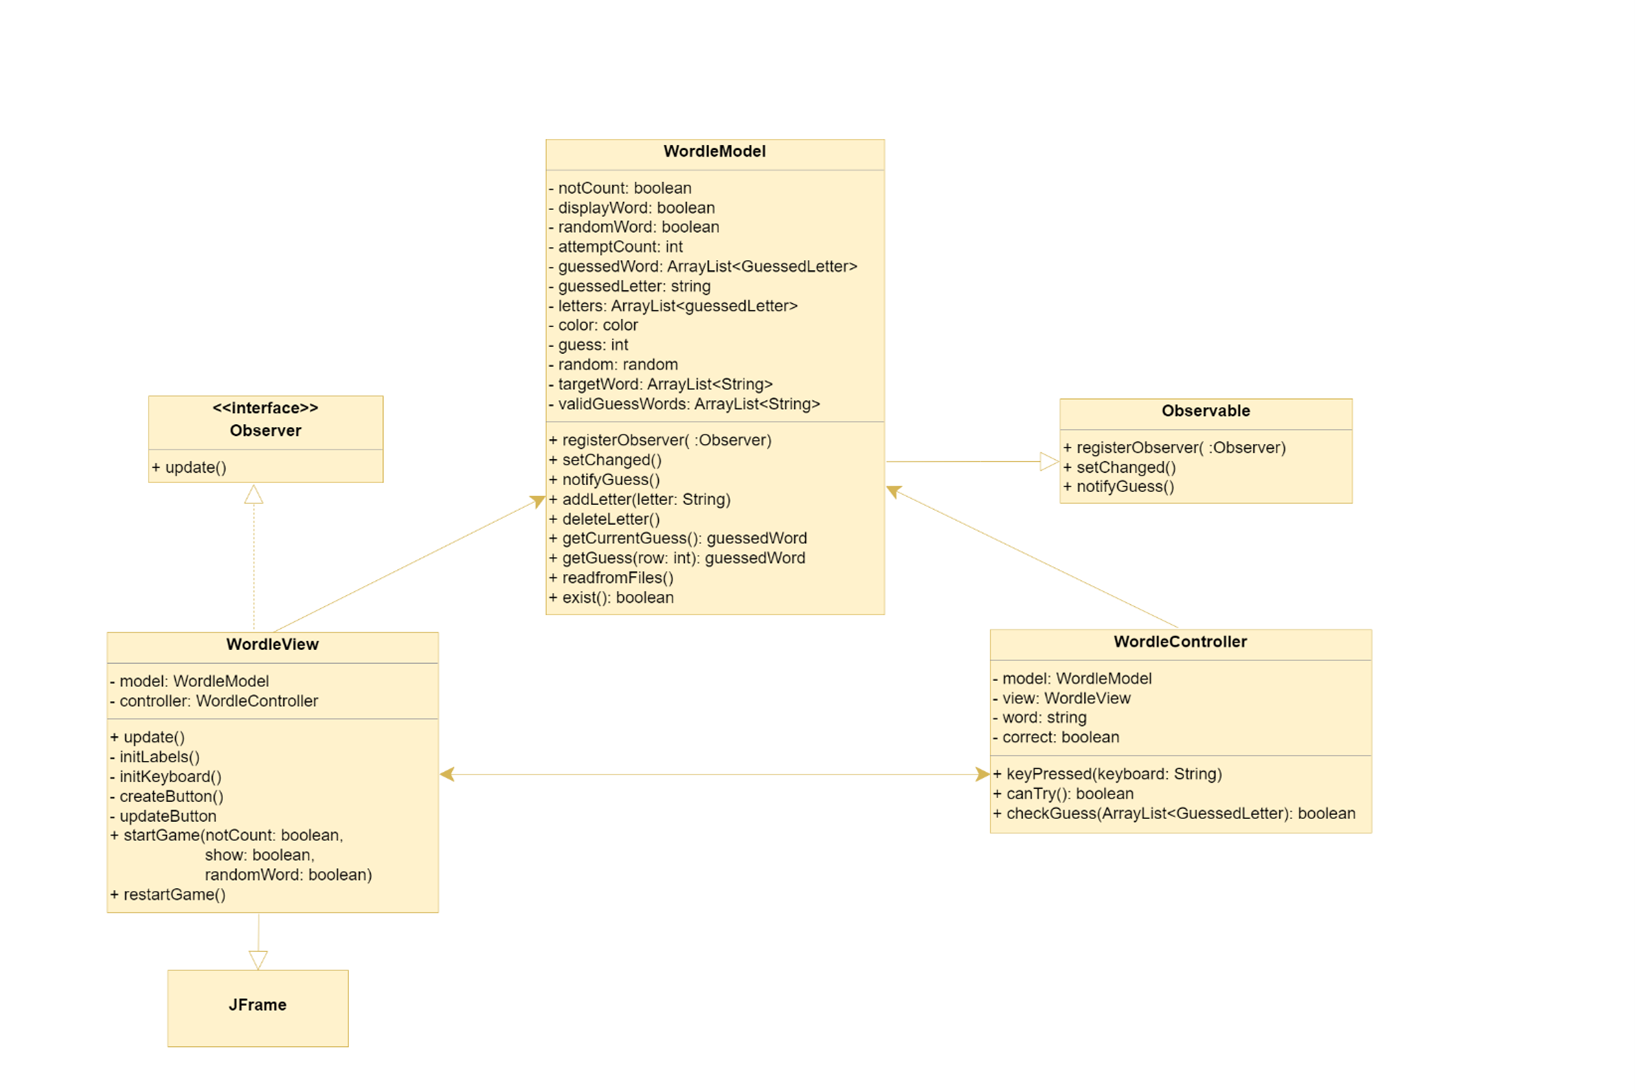 WordleModel
- notCount: boolean
- displayWord: boolean
- randomWord: boolean
- attemptCount: int
- guessedWord: ArrayList<GuessedLetter>
- guessedLetter: string
- letters: ArrayList<guessedLetter>
- color: color
- guess: int
- random: random
- targetWord: ArrayList<String>
- validGuessWords: ArrayList<String>
+ registerObserver( :Observer)
+ setChanged()
+ notifyGuess()
+ addLetter(letter: String)
+ deleteLetter()
+ getCurrentGuess(): guessedWord
+ getGuess(row: int): guessedWord
+ readfromFiles()
+ exist(): boolean
<<interface>>
Observer
+ update()
Observable
+ registerObserver( :Observer)
+ setChanged()
+ notifyGuess()
WordleView
- model: WordleModel
- controller: WordleController
+ update()
- initLabels()
- initKeyboard()
- createButton()
- updateButton
+ startGame(notCount: boolean,
show: boolean,
randomWord: boolean)
+ restartGame()
WordleController
- model: WordleModel
- view: WordleView
- word: string
- correct: boolean
+ keyPressed(keyboard: String)
+ canTry(): boolean
+ checkGuess(ArrayList<GuessedLetter): boolean
JFrame